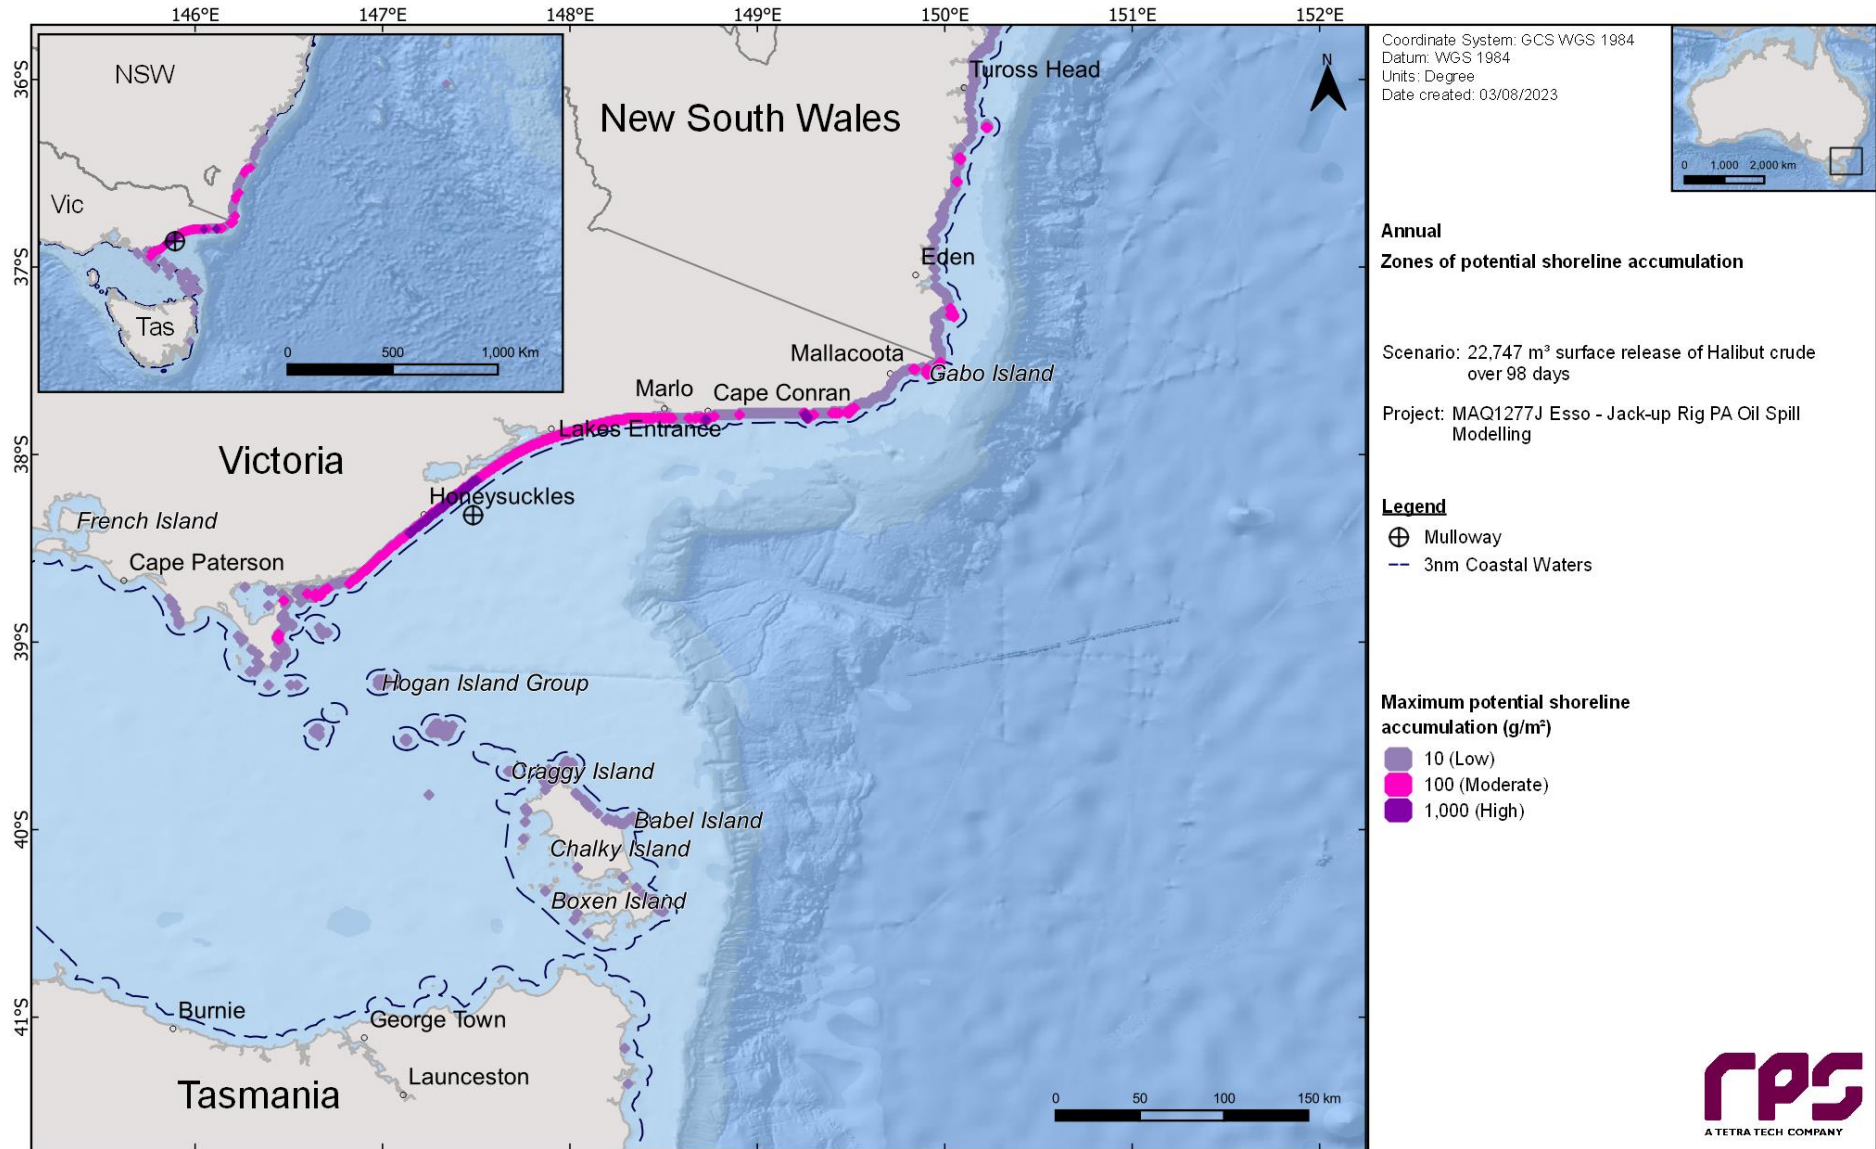 146°E
147°E
148°E
149°E
150°E
151°E
152°E
36°S
37°S
38°S
39°S
40°S
41°S
NSW
Vic
Tas
0
500
1,000 Km
New South Wales
Tuross Head
N
Eden
Mallacoota
Gabo Island
Marlo
Cape Conran
Lakes Entrance
Victoria
Honeysuckles
French Island
Cape Paterson
Hogan Island Group
Craggy Island
Babel Island
Chalky Island
Boxen Island
Burnie
George Town
Launceston
Tasmania
0
50
100
150 km
Coordinate System: GCS WGS 1984
Datum: WGS 1984
Units: Degree
Date created: 03/08/2023
0
1,000
2,000 km
Annual
Zones of potential shoreline accumulation
Scenario: 22,747 m³ surface release of Halibut crude
over 98 days
Project: MAQ1277J Esso - Jack-up Rig PA Oil Spill
Modelling
Legend
Mulloway
3nm Coastal Waters
Maximum potential shoreline
accumulation (g/m²)
10 (Low)
100 (Moderate)
1,000 (High)
rps
A TETRA TECH COMPANY